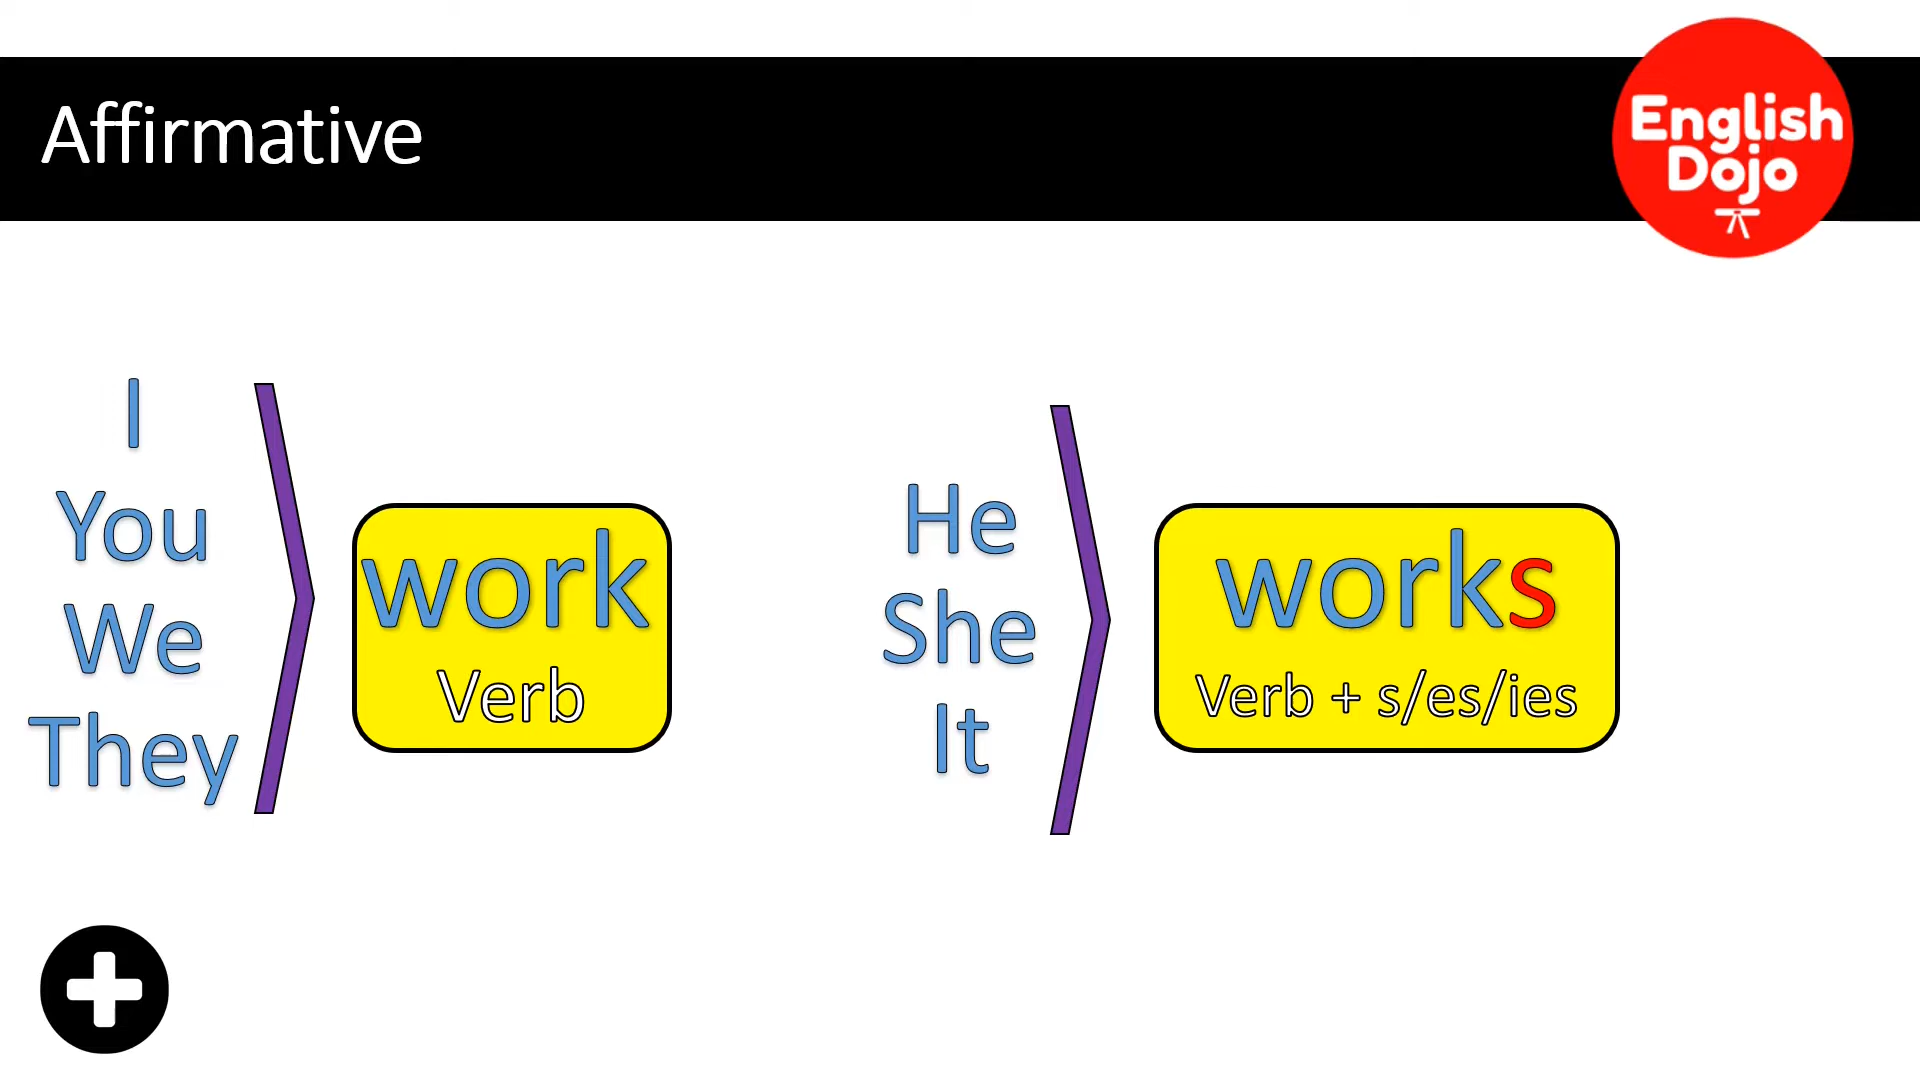 Affirmative
English
Dojo
I
You
We
They
work
Verb
He
She
It
works
Verb + s/es/ies